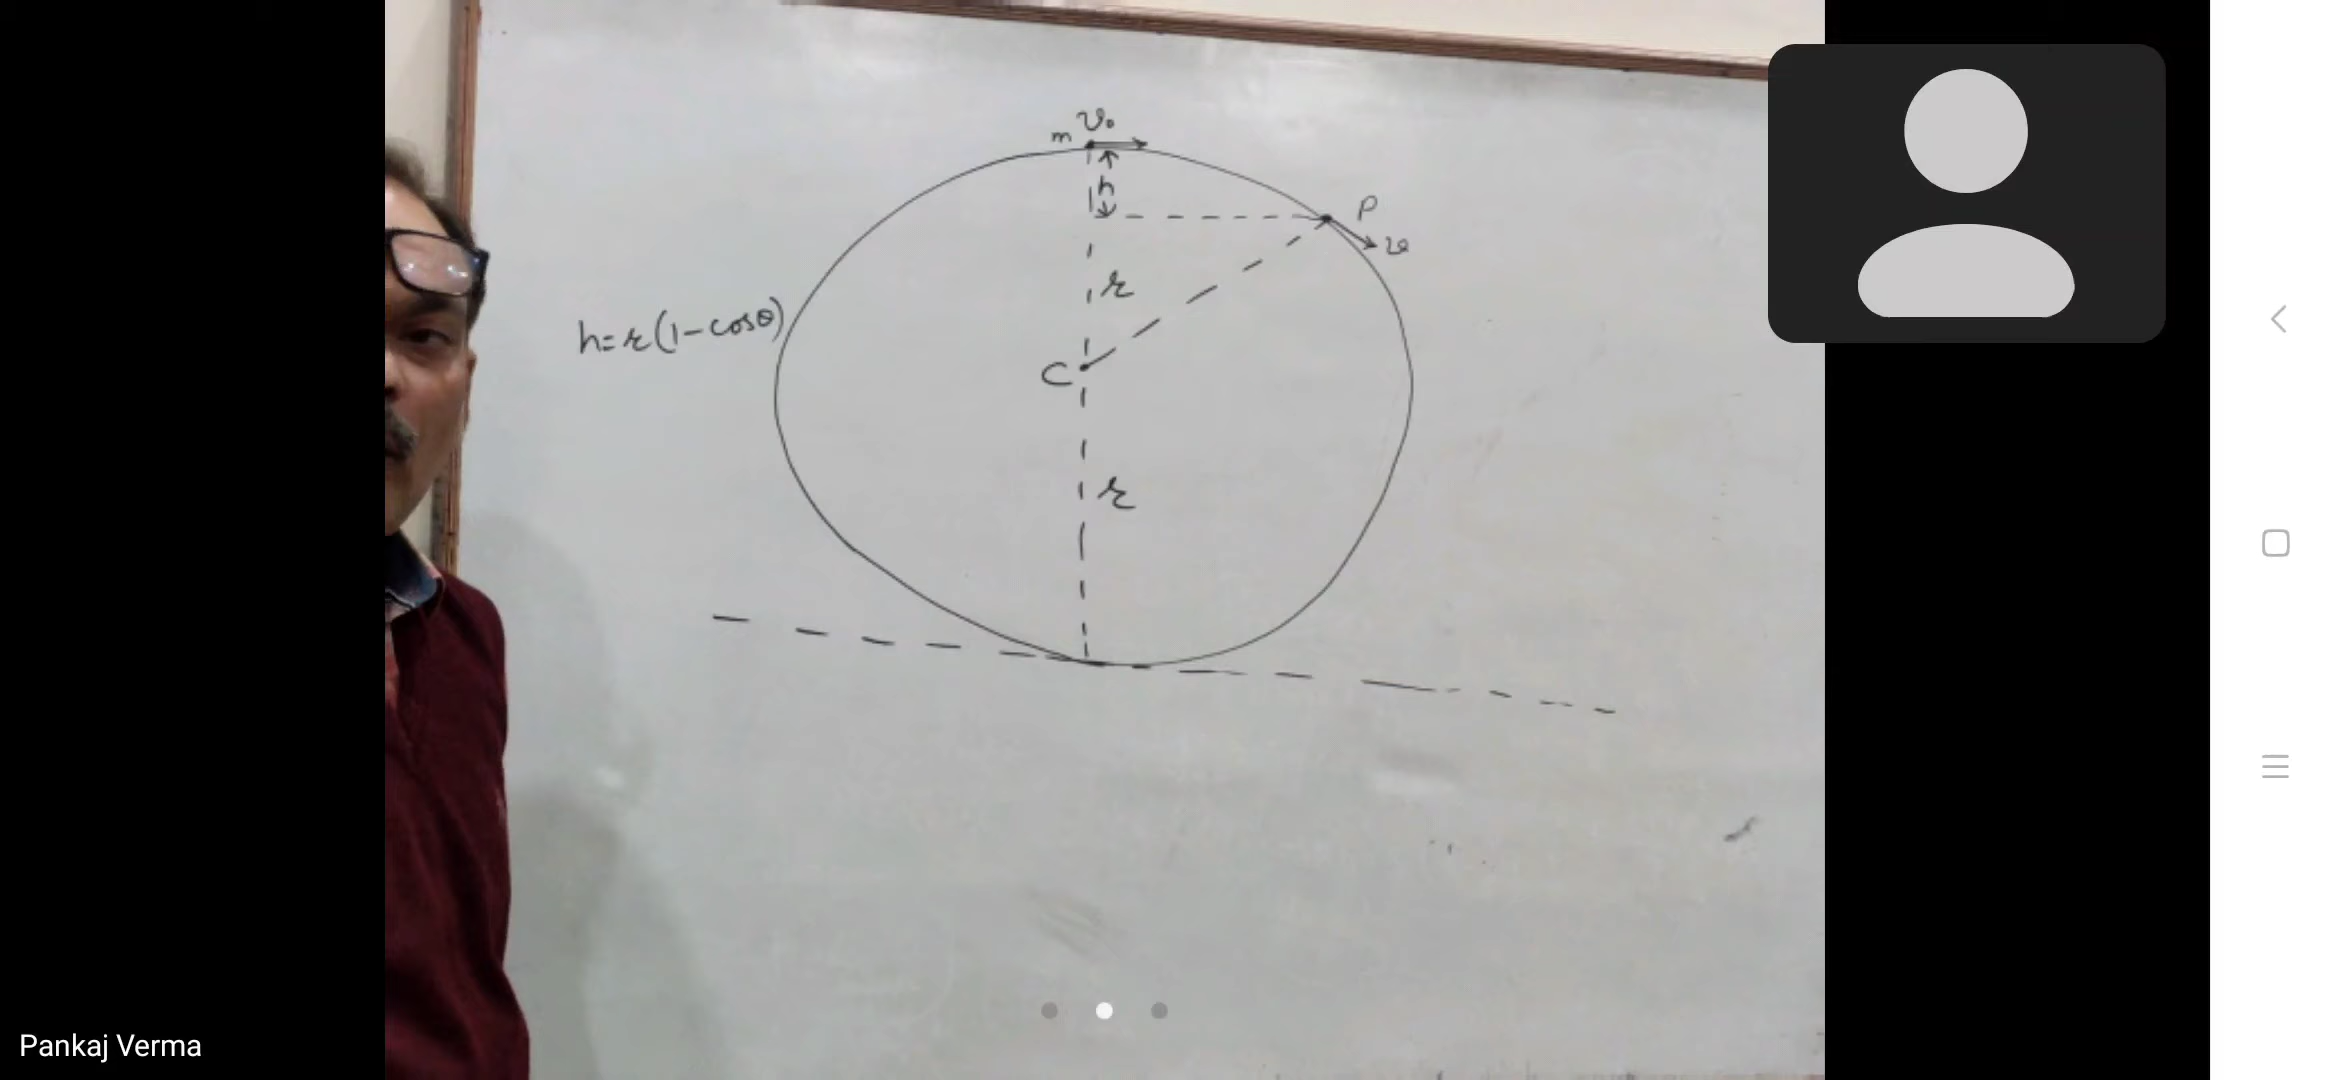 v₀
m
h
P
v
r
h=r(1-cosθ)
C
r
Pankaj Verma